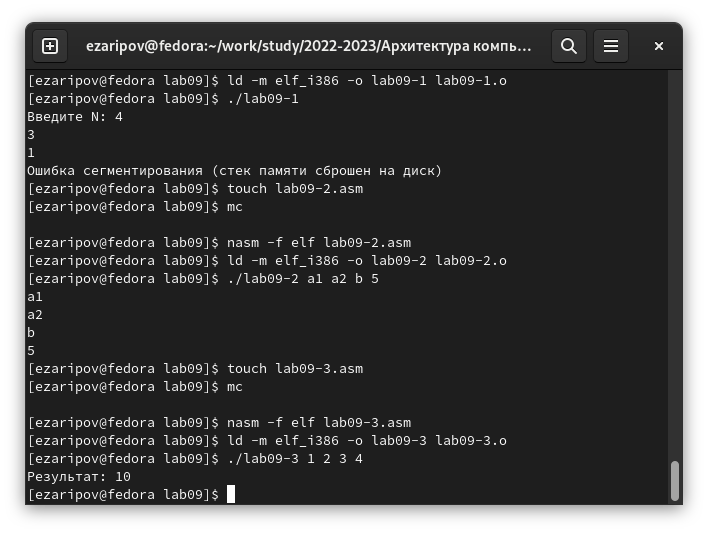 ezaripov@fedora:~/work/study/2022-2023/Архитектура компь…
[ezaripov@fedora lab09]$ ld -m elf_i386 -o lab09-1 lab09-1.o
[ezaripov@fedora lab09]$ ./lab09-1
Введите N: 4
3
1
Ошибка сегментирования (стек памяти сброшен на диск)
[ezaripov@fedora lab09]$ touch lab09-2.asm
[ezaripov@fedora lab09]$ mc
[ezaripov@fedora lab09]$ nasm -f elf lab09-2.asm
[ezaripov@fedora lab09]$ ld -m elf_i386 -o lab09-2 lab09-2.o
[ezaripov@fedora lab09]$ ./lab09-2 a1 a2 b 5
a1
a2
b
5
[ezaripov@fedora lab09]$ touch lab09-3.asm
[ezaripov@fedora lab09]$ mc
[ezaripov@fedora lab09]$ nasm -f elf lab09-3.asm
[ezaripov@fedora lab09]$ ld -m elf_i386 -o lab09-3 lab09-3.o
[ezaripov@fedora lab09]$ ./lab09-3 1 2 3 4
Результат: 10
[ezaripov@fedora lab09]$